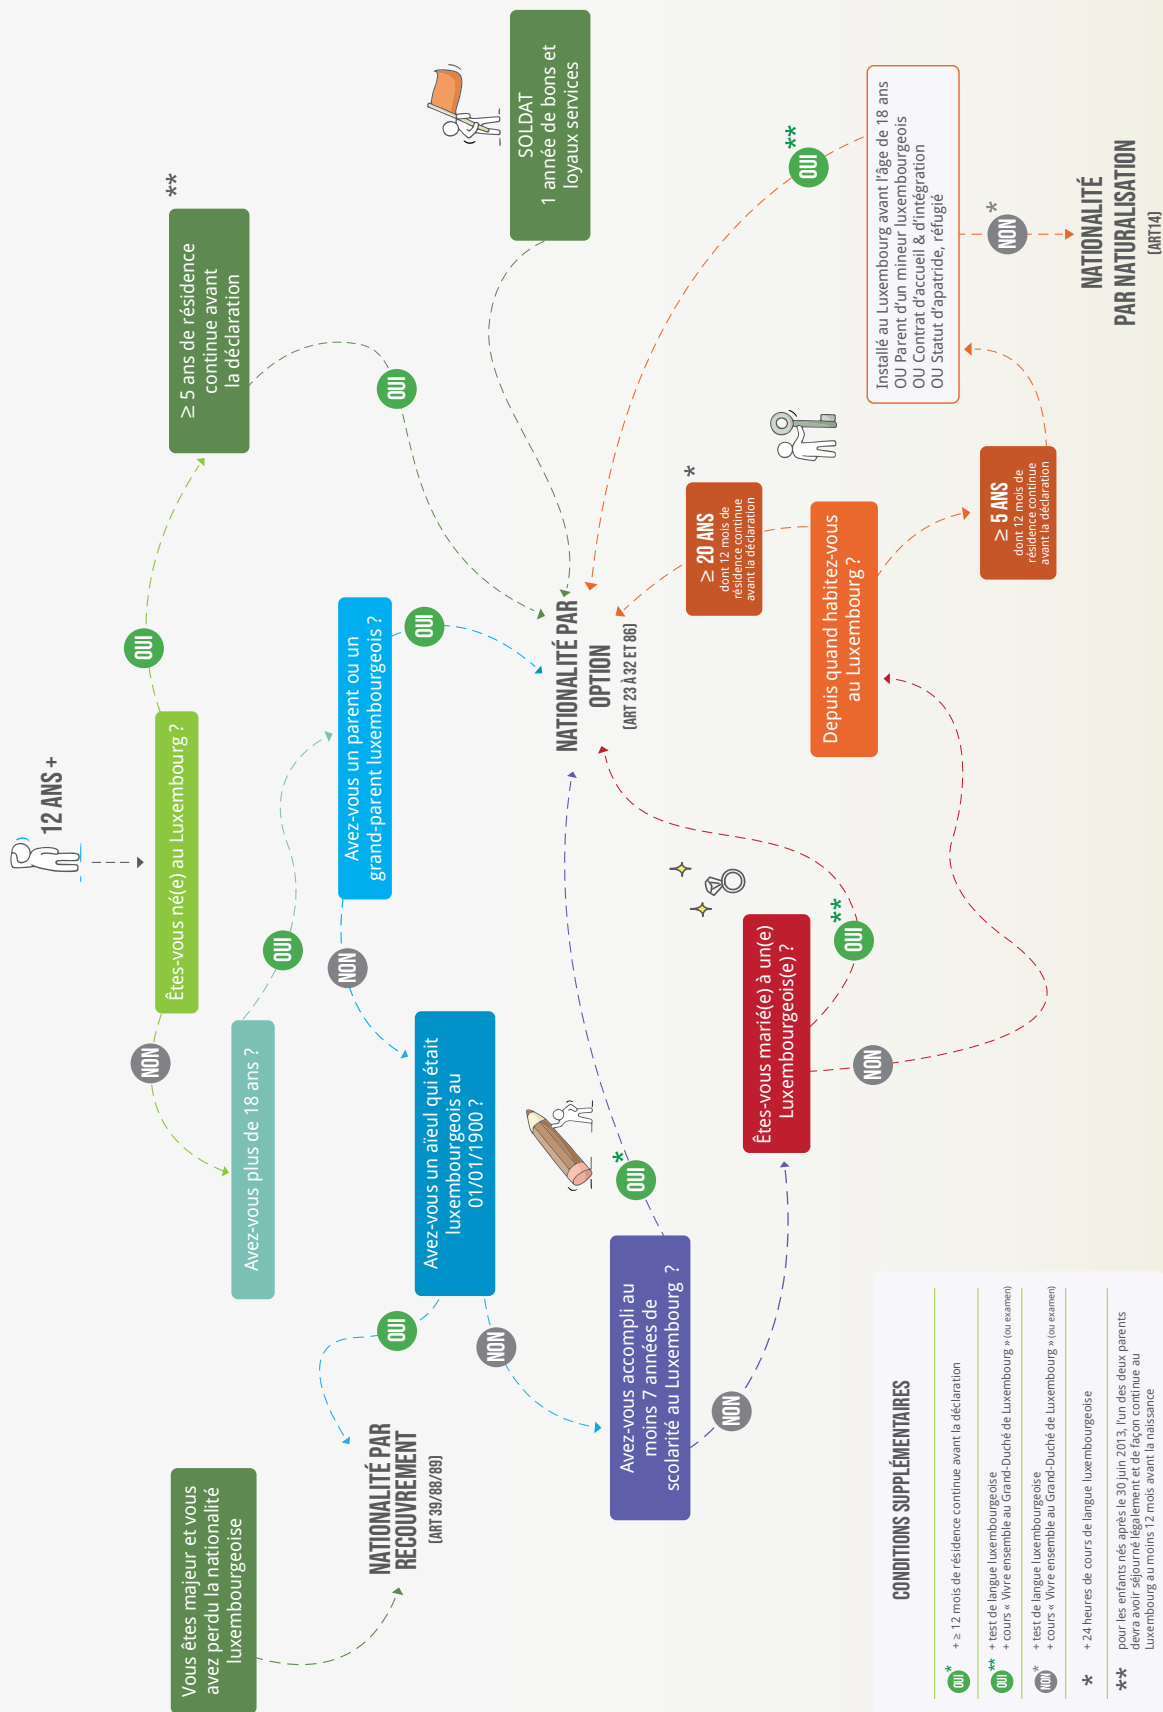 12 ANS +
Êtes-vous né(e) au Luxembourg ?
OUI
≥ 5 ans de résidence
continue avant
la déclaration
**
OUI
NON
Avez-vous plus de 18 ans ?
OUI
Avez-vous un parent ou un
grand-parent luxembourgeois ?
OUI
NON
Avez-vous un aïeul qui était
luxembourgeois au
01/01/1900 ?
OUI
NON
Vous êtes majeur et vous
avez perdu la nationalité
luxembourgeoise
NATIONALITÉ PAR
RECOUVREMENT
(ART 39/88/89)
SOLDAT
1 année de bons et
loyaux services
NATIONALITÉ PAR
OPTION
(ART 23 À 32 ET 86)
Avez-vous accompli au
moins 7 années de
scolarité au Luxembourg ?
OUI *
NON
Êtes-vous marié(e) à un(e)
Luxembourgeois(e) ?
OUI **
NON
Depuis quand habitez-vous
au Luxembourg ?
≥ 20 ANS
dont 12 mois de
résidence continue
avant la déclaration
*
≥ 5 ANS
dont 12 mois de
résidence continue
avant la déclaration
Installé au Luxembourg avant l'âge de 18 ans
OU Parent d'un mineur luxembourgeois
OU Contrat d'accueil & d'intégration
OU Statut d'apatride, réfugié
OUI **
NON *
NATIONALITÉ
PAR NATURALISATION
(ART14)
CONDITIONS SUPPLÉMENTAIRES
OUI * + ≥ 12 mois de résidence continue avant la déclaration
OUI ** + test de langue luxembourgeoise
+ cours « Vivre ensemble au Grand-Duché de Luxembourg » (ou examen)
NON * + test de langue luxembourgeoise
+ cours « Vivre ensemble au Grand-Duché de Luxembourg » (ou examen)
* + 24 heures de cours de langue luxembourgeoise
** pour les enfants nés après le 30 juin 2013, l'un des deux parents
devra avoir séjourné légalement et de façon continue au
Luxembourg au moins 12 mois avant la naissance